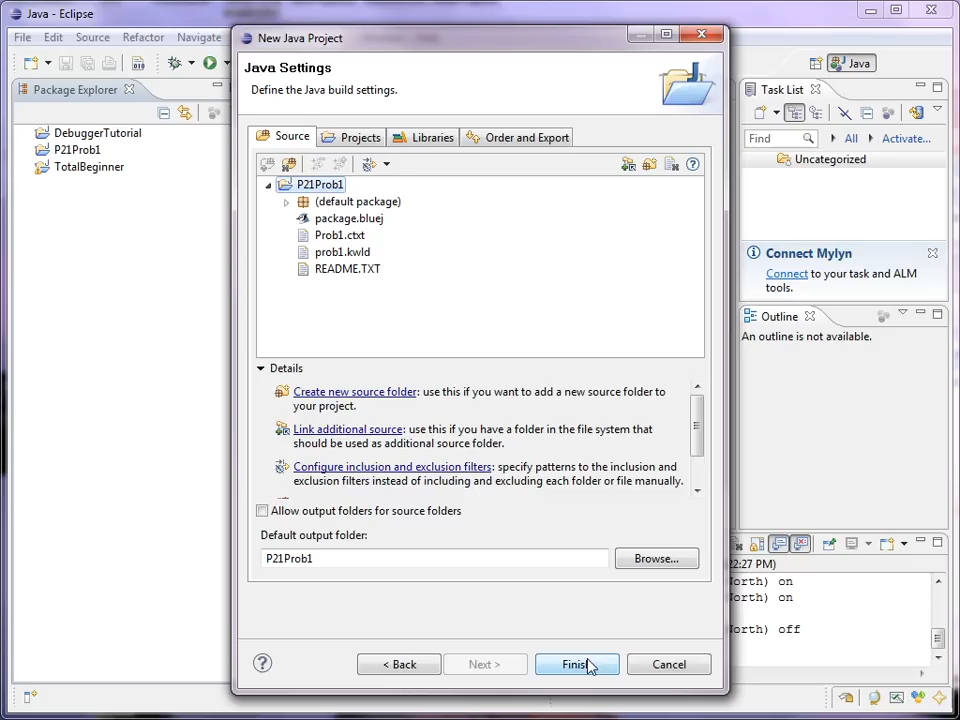 Java - Eclipse
File Edit Source Refactor Navigate
Package Explorer
DebuggerTutorial
P21Prob1
TotalBeginner
New Java Project
Java Settings
Define the Java build settings.
Source Projects Libraries Order and Export
P21Prob1
(default package)
package.bluej
Prob1.ctxt
prob1.kwld
README.TXT
Details
Create new source folder: use this if you want to add a new source folder to
your project.
Link additional source: use this if you have a folder in the file system that
should be used as additional source folder.
Configure inclusion and exclusion filters: specify patterns to the inclusion and
exclusion filters instead of including and excluding each folder or file manually.
Allow output folders for source folders
Default output folder:
P21Prob1 Browse...
< Back Next > Finish Cancel
Java
Task List
Find All Activate...
Uncategorized
Connect Mylyn
Connect to your task and ALM
tools.
Outline
An outline is not available.
22:27 PM)
North) on
North) on
North) off